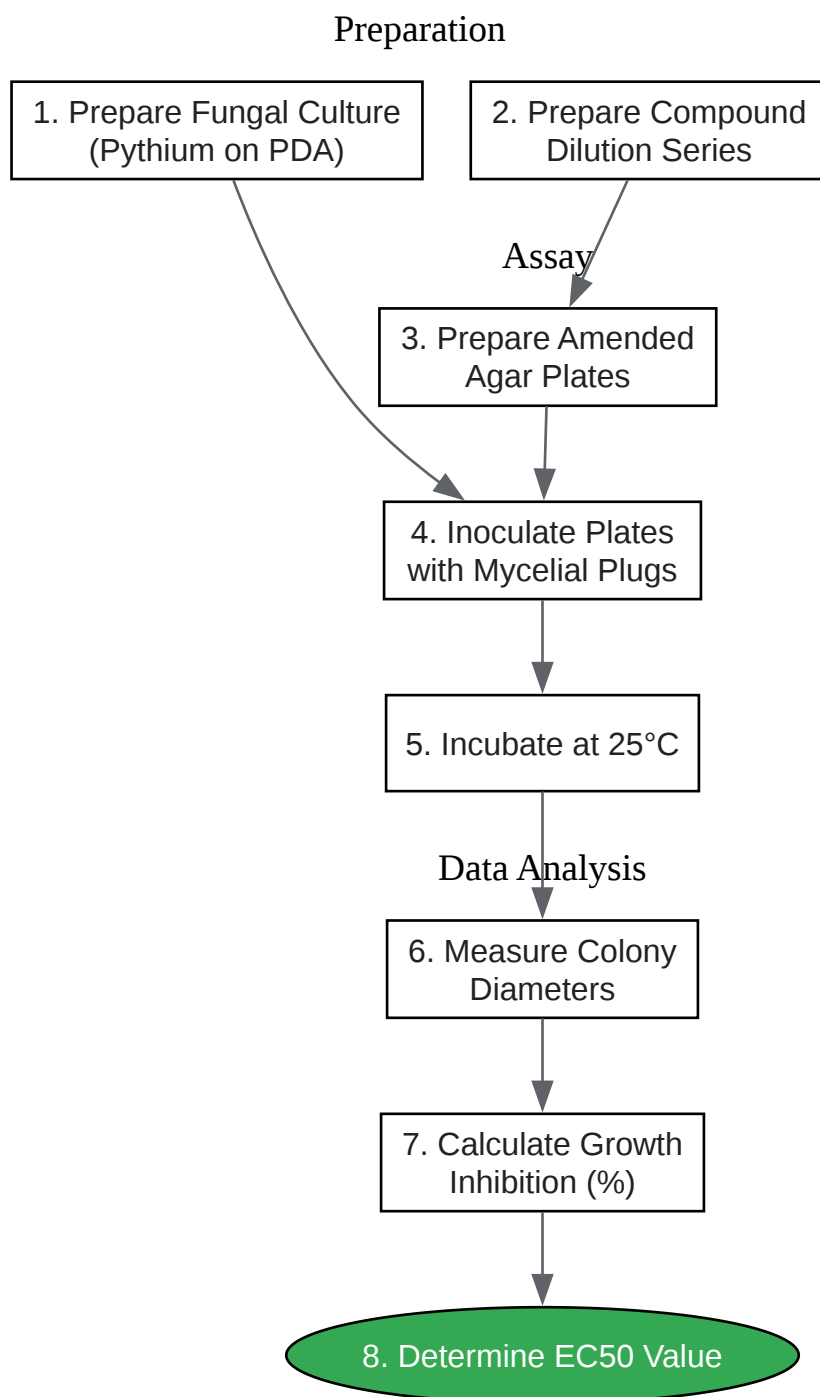 Preparation
1. Prepare Fungal Culture
(Pythium on PDA)
2. Prepare Compound
Dilution Series
Assay
3. Prepare Amended
Agar Plates
4. Inoculate Plates
with Mycelial Plugs
5. Incubate at 25°C
Data Analysis
6. Measure Colony
Diameters
7. Calculate Growth
Inhibition (%)
8. Determine EC50 Value